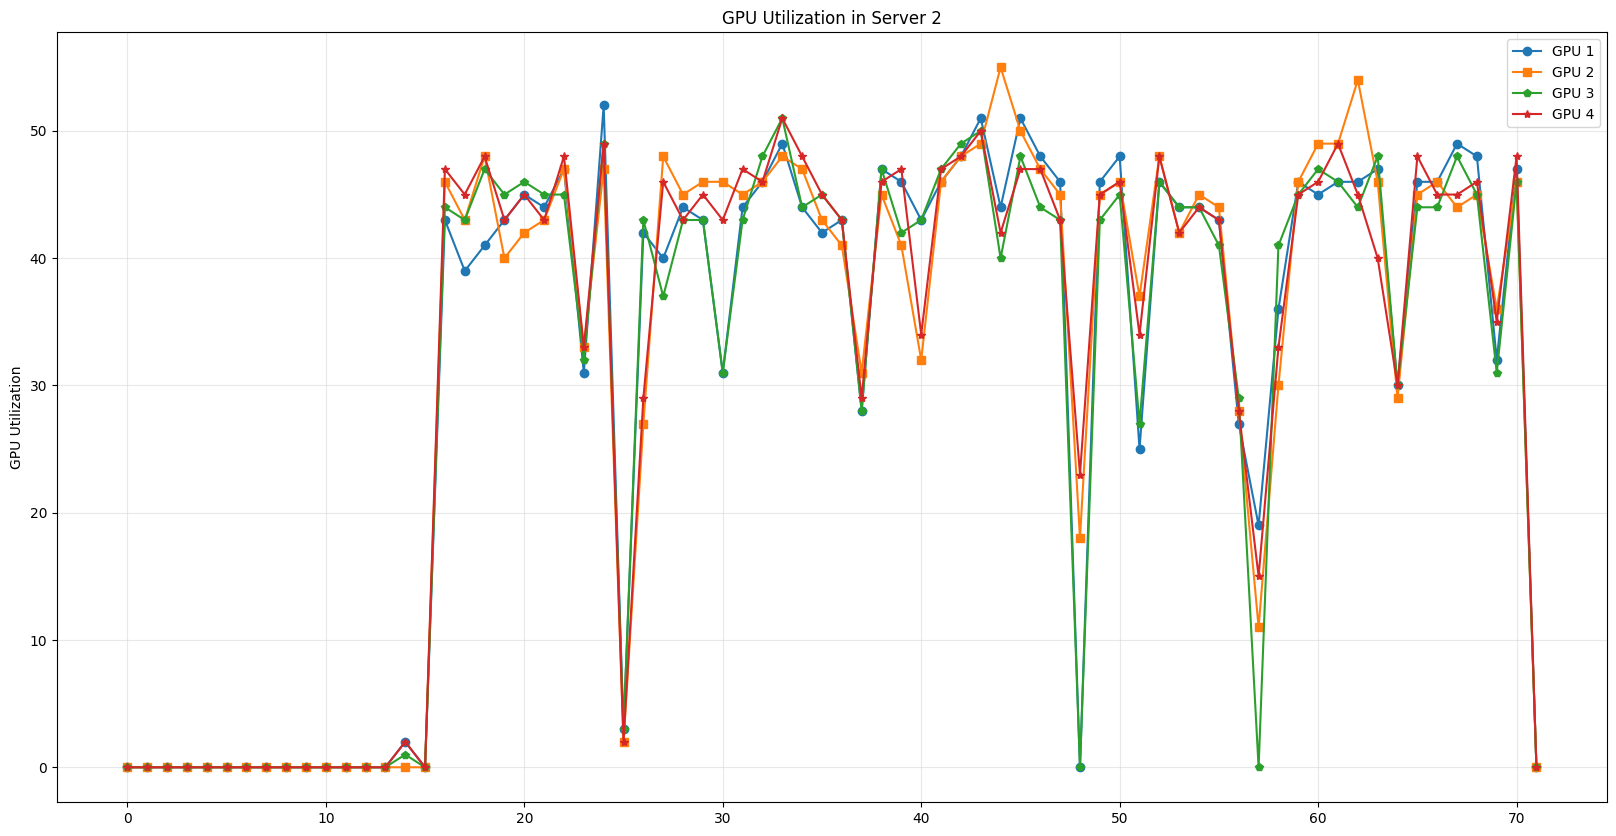 GPU Utilization in Server 2
GPU 1
GPU 2
GPU 3
GPU 4
GPU Utilization
50
40
30
20
10
0
0 10 20 30 40 50 60 70